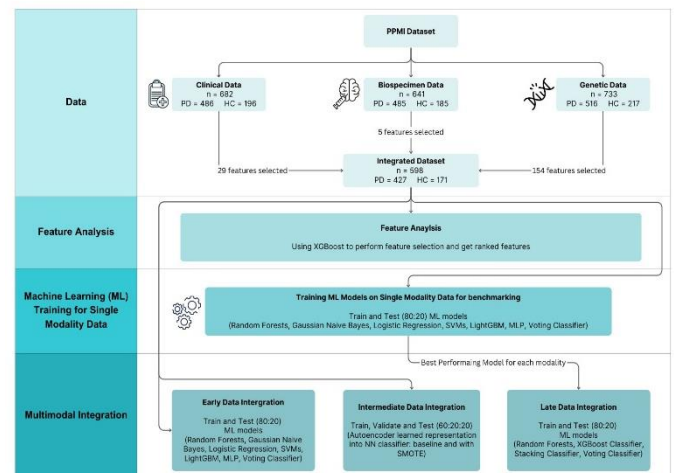 PPMI Dataset
Data
Clinical Data
n = 682
PD = 486 HC = 196
Biospecimen Data
n = 641
PD = 485 HC = 185
Genetic Data
n = 733
PD = 516 HC = 217
5 features selected
29 features selected
Integrated Dataset
n = 598
PD = 427 HC = 171
154 features selected
Feature Analysis
Feature Anaylsis
Using XGBoost to perform feature selection and get ranked features
Machine Learning (ML)
Training for Single
Modality Data
Training ML Models on Single Modality Data for benchmarking
Train and Test (80:20) ML models
(Random Forests, Gaussian Naive Bayes, Logistic Regression, SVMs, LightGBM, MLP, Voting Classifier)
Best Performaing Model for each modality
Multimodal Integration
Early Data Intergration
Train and Test (80:20)
ML models
(Random Forests, Gaussian Naive
Bayes, Logistic Regression, SVMs,
LightGBM, MLP, Voting Classifier)
Intermediate Data Integration
Train, Validate and Test (60:20:20)
(Autoencoder learned representation
into NN classifier: baseline and with
SMOTE)
Late Data Integration
Train and Test (80:20)
ML models
(Random Forests, XGBoost Classifier,
Stacking Classifier, Voting Classifier)